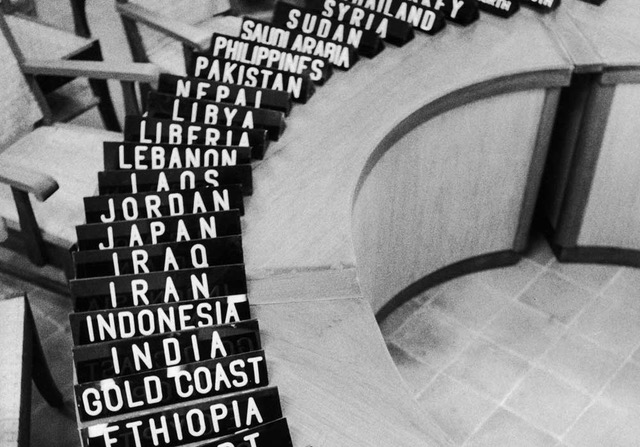 THAILAND
SYRIA
SUDAN
SAUDI ARABIA
PHILIPPINES
PAKISTAN
NEPAL
LIBYA
LIBERIA
LEBANON
LAOS
JORDAN
JAPAN
IRAQ
IRAN
INDONESIA
INDIA
GOLD COAST
ETHIOPIA